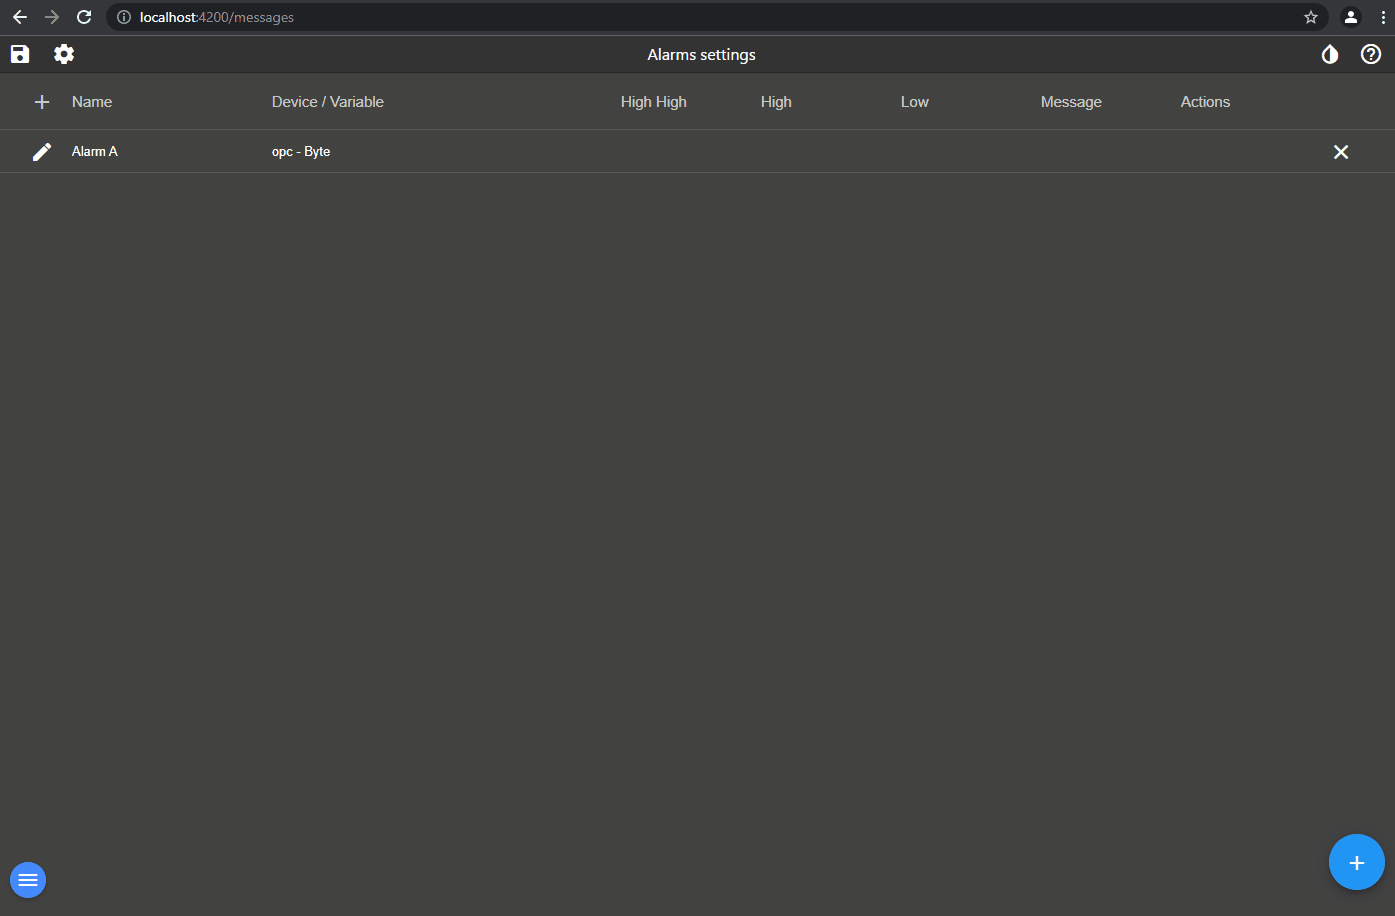 localhost:4200/messages
Alarms settings
Name Device / Variable High High High Low Message Actions
Alarm A opc - Byte